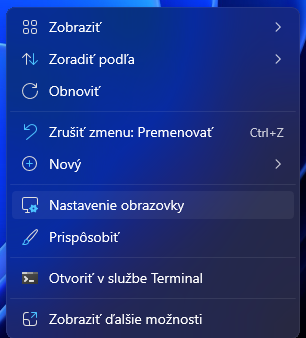 Zobraziť
Zoradiť podľa
Obnoviť
Zrušiť zmenu: Premenovať Ctrl+Z
Nový
Nastavenie obrazovky
Prispôsobiť
Otvoriť v službe Terminal
Zobraziť ďalšie možnosti